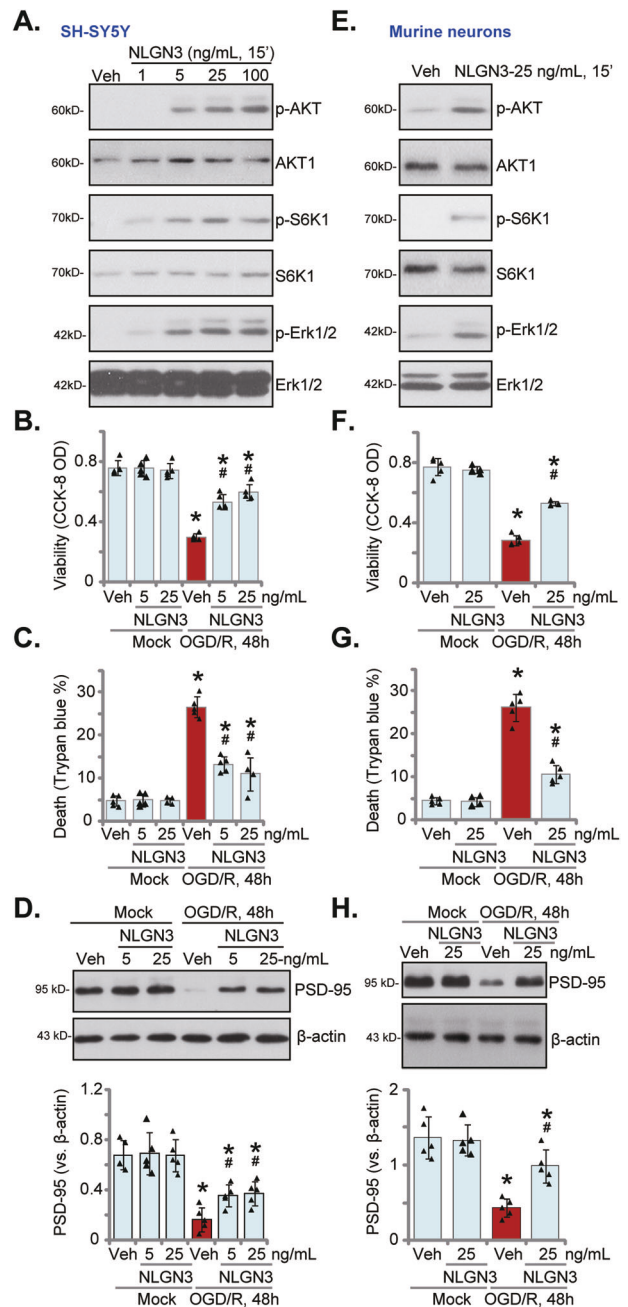 A.
SH-SY5Y
NLGN3 (ng/mL, 15’)
Veh 1 5 25 100
60kD- p-AKT
60kD- AKT1
70kD- p-S6K1
70kD- S6K1
42kD- p-Erk1/2
42kD- Erk1/2
B.
Viability (CCK-8 OD)
0.8
0.4
0
* *
# #
*
Veh 5 25 Veh 5 25 ng/mL
NLGN3 NLGN3
Mock OGD/R, 48h
C.
Death (Trypan blue %)
30
20
10
0
*
* *
# #
Veh 5 25 Veh 5 25 ng/mL
NLGN3 NLGN3
Mock OGD/R, 48h
D.
Mock OGD/R, 48h
NLGN3 NLGN3
Veh 5 25 Veh 5 25-ng/mL
95 kD- PSD-95
43 kD- β-actin
PSD-95 (vs. β-actin)
1.2
0.8
0.4
0
* *
# #
*
Veh 5 25 Veh 5 25 ng/mL
NLGN3 NLGN3
Mock OGD/R, 48h
E.
Murine neurons
Veh NLGN3-25 ng/mL, 15’
60kD- p-AKT
60kD- AKT1
70kD- p-S6K1
70kD- S6K1
42kD- p-Erk1/2
42kD- Erk1/2
F.
Viability (CCK-8 OD)
0.8
0.4
0
*
#
*
Veh 25 Veh 25 ng/mL
NLGN3 NLGN3
Mock OGD/R, 48h
G.
Death (Trypan blue %)
30
20
10
0
*
*
#
Veh 25 Veh 25 ng/mL
NLGN3 NLGN3
Mock OGD/R, 48h
H.
Mock OGD/R, 48h
NLGN3 NLGN3
Veh 25 Veh 25 ng/mL
95 kD- PSD-95
43 kD- β-actin
PSD-95 (vs. β-actin)
2
1
0
*
#
*
Veh 25 Veh 25 ng/mL
NLGN3 NLGN3
Mock OGD/R, 48h